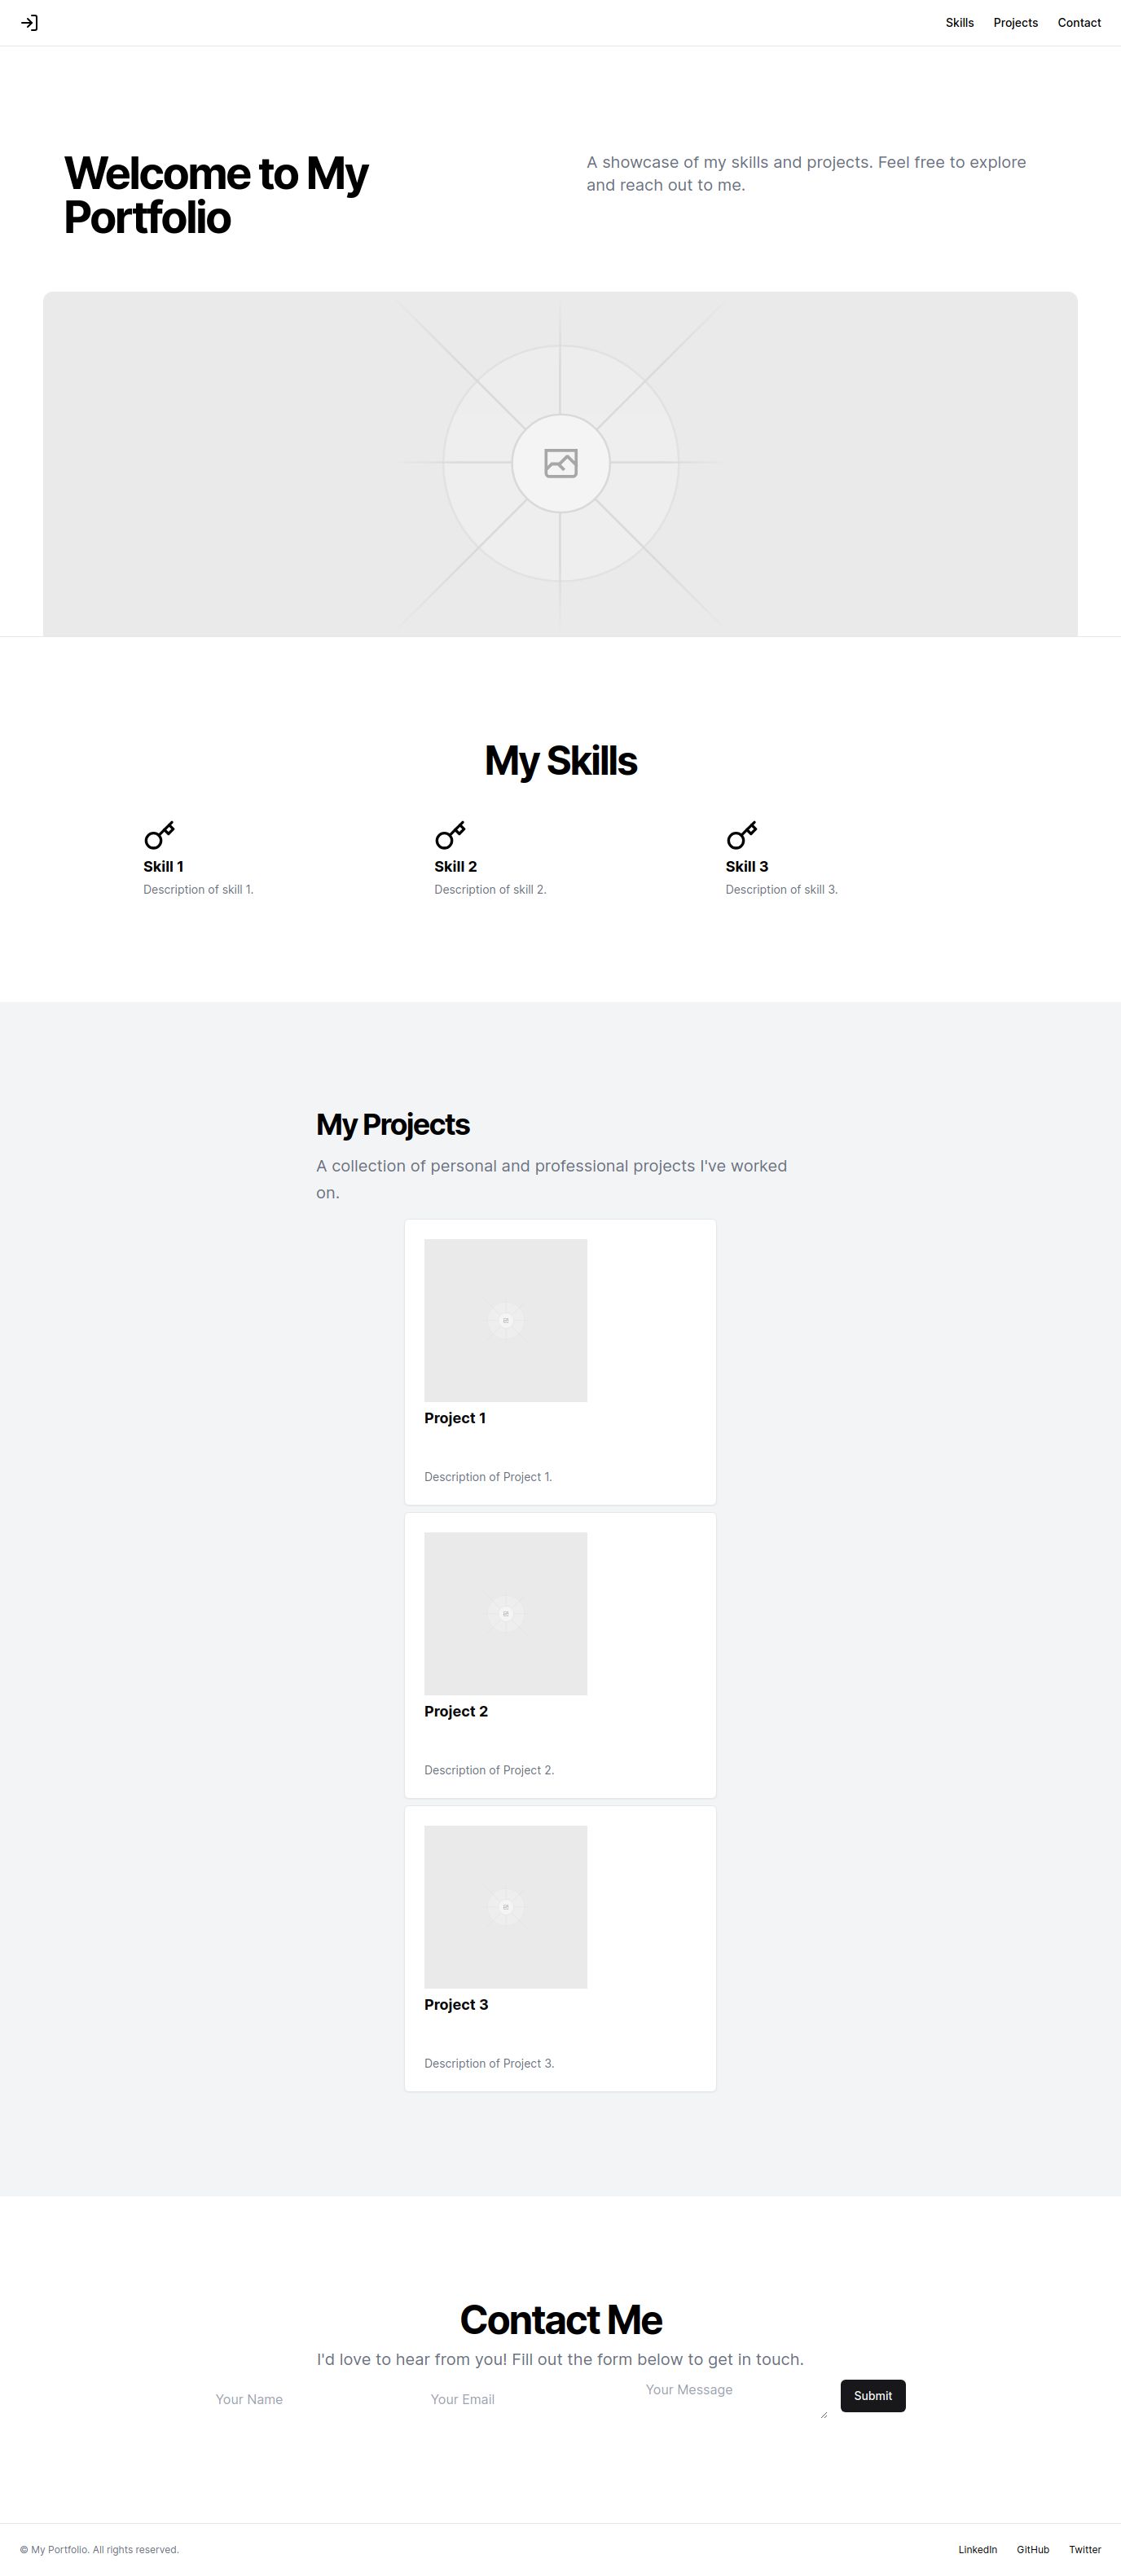 Skills Projects Contact
Welcome to My
Portfolio
A showcase of my skills and projects. Feel free to explore
and reach out to me.
My Skills
Skill 1
Description of skill 1.
Skill 2
Description of skill 2.
Skill 3
Description of skill 3.
My Projects
A collection of personal and professional projects I've worked
on.
Project 1
Description of Project 1.
Project 2
Description of Project 2.
Project 3
Description of Project 3.
Contact Me
I'd love to hear from you! Fill out the form below to get in touch.
Your Name
Your Email
Your Message
Submit
© My Portfolio. All rights reserved.
LinkedIn GitHub Twitter